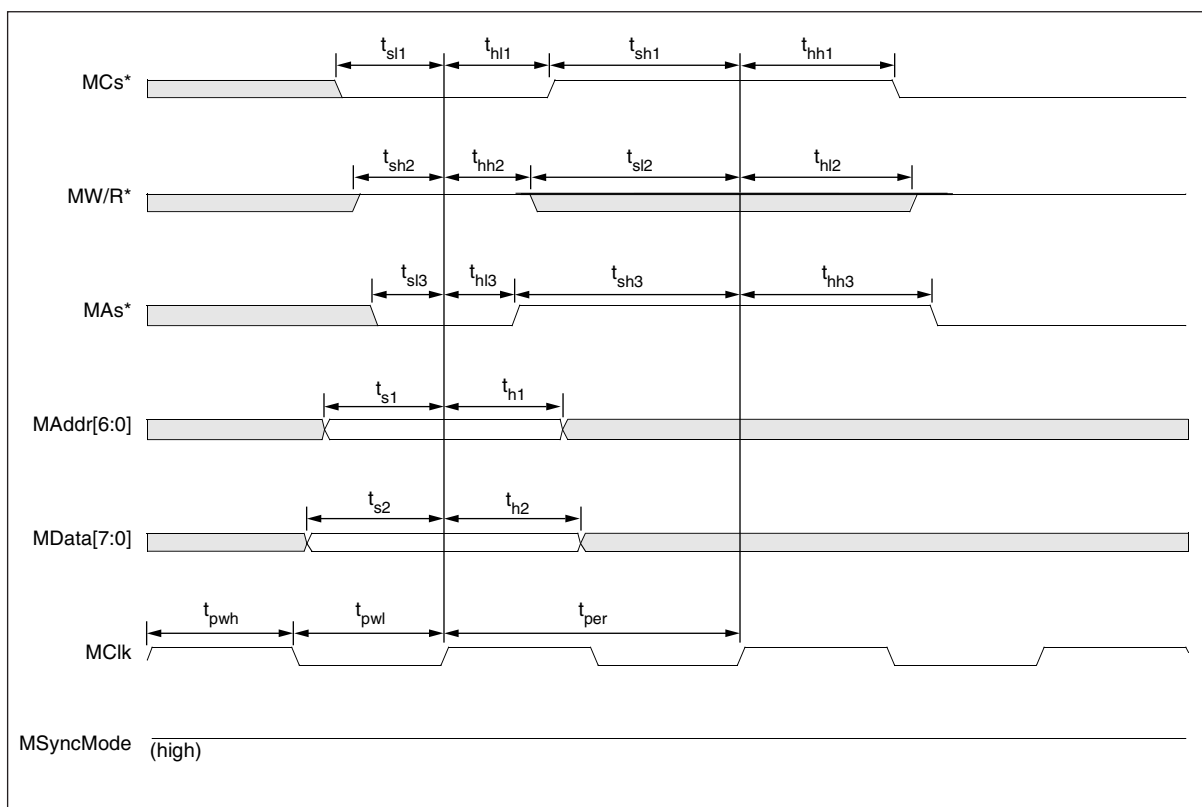 t_sl1 t_hl1 t_sh1 t_hh1
MCs*
t_sh2 t_hh2 t_sl2 t_hl2
MW/R*
t_sl3 t_hl3 t_sh3 t_hh3
MAs*
t_s1 t_h1
MAddr[6:0]
t_s2 t_h2
MData[7:0]
t_pwh t_pwl t_per
MClk
MSyncMode (high)